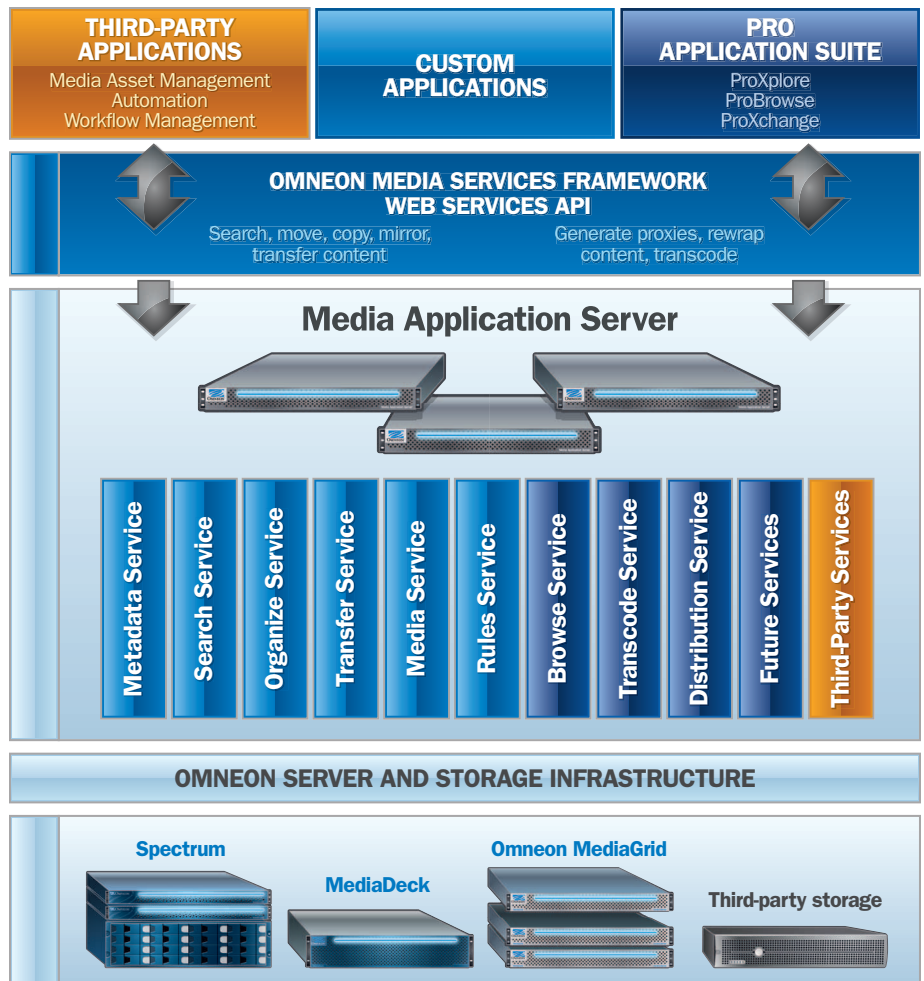 THIRD-PARTY
APPLICATIONS
Media Asset Management
Automation
Workflow Management
CUSTOM
APPLICATIONS
PRO
APPLICATION SUITE
ProXplore
ProBrowse
ProXchange
OMNEON MEDIA SERVICES FRAMEWORK
WEB SERVICES API
Search, move, copy, mirror,
transfer content
Generate proxies, rewrap
content, transcode
Media Application Server
Metadata Service
Search Service
Organize Service
Transfer Service
Media Service
Rules Service
Browse Service
Transcode Service
Distribution Service
Future Services
Third-Party Services
OMNEON SERVER AND STORAGE INFRASTRUCTURE
Spectrum
MediaDeck
Omneon MediaGrid
Third-party storage